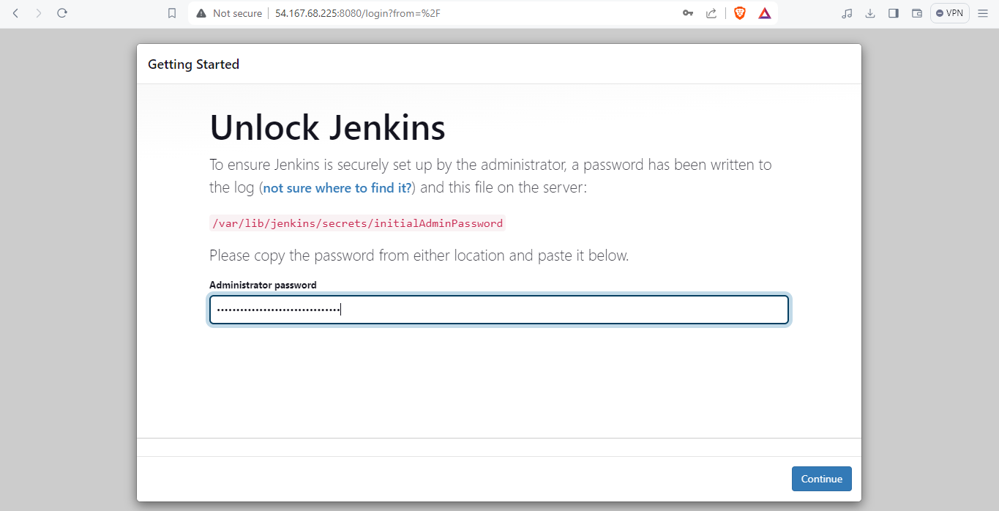 Not secure 54.167.68.225:8080/login?from=%2F VPN
Getting Started
Unlock Jenkins
To ensure Jenkins is securely set up by the administrator, a password has been written to
the log (not sure where to find it?) and this file on the server:
/var/lib/jenkins/secrets/initialAdminPassword
Please copy the password from either location and paste it below.
Administrator password
••••••••••••••••••••••••••••••••
Continue